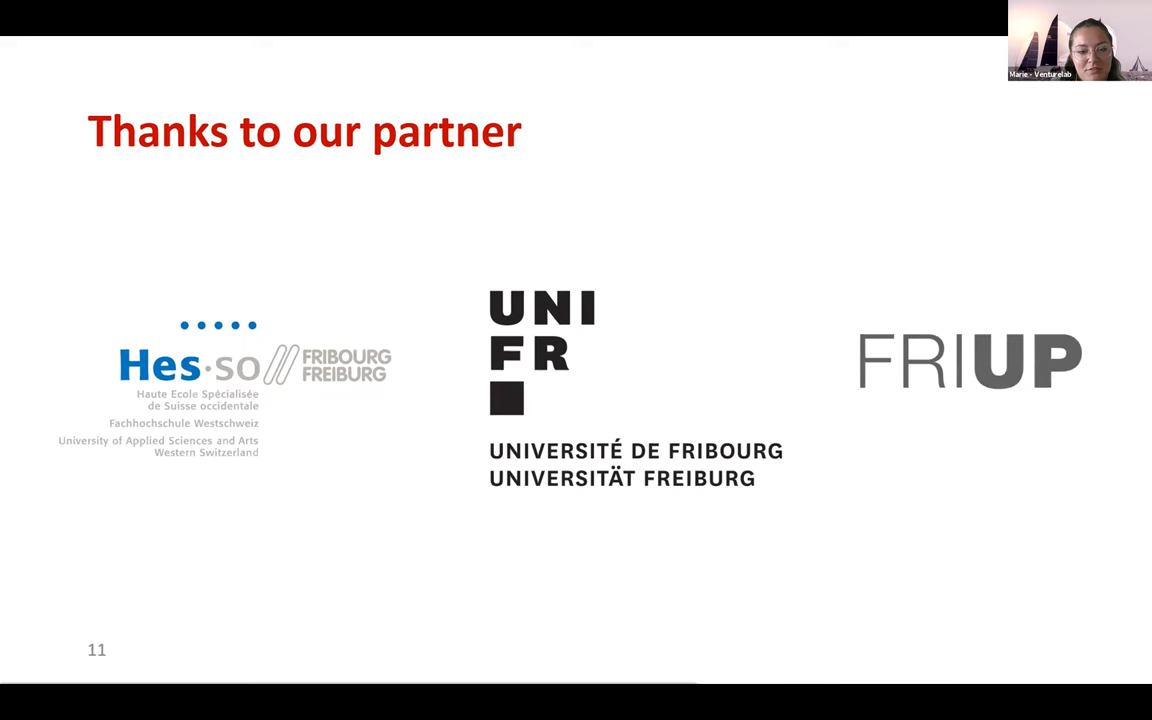 Marie - Venturelab
Thanks to our partner
Hes·so // FRIBOURG
FREIBURG
Haute Ecole Spécialisée
de Suisse occidentale
Fachhochschule Westschweiz
University of Applied Sciences and Arts
Western Switzerland
UNI
FR
UNIVERSITÉ DE FRIBOURG
UNIVERSITÄT FREIBURG
FRIUP
11